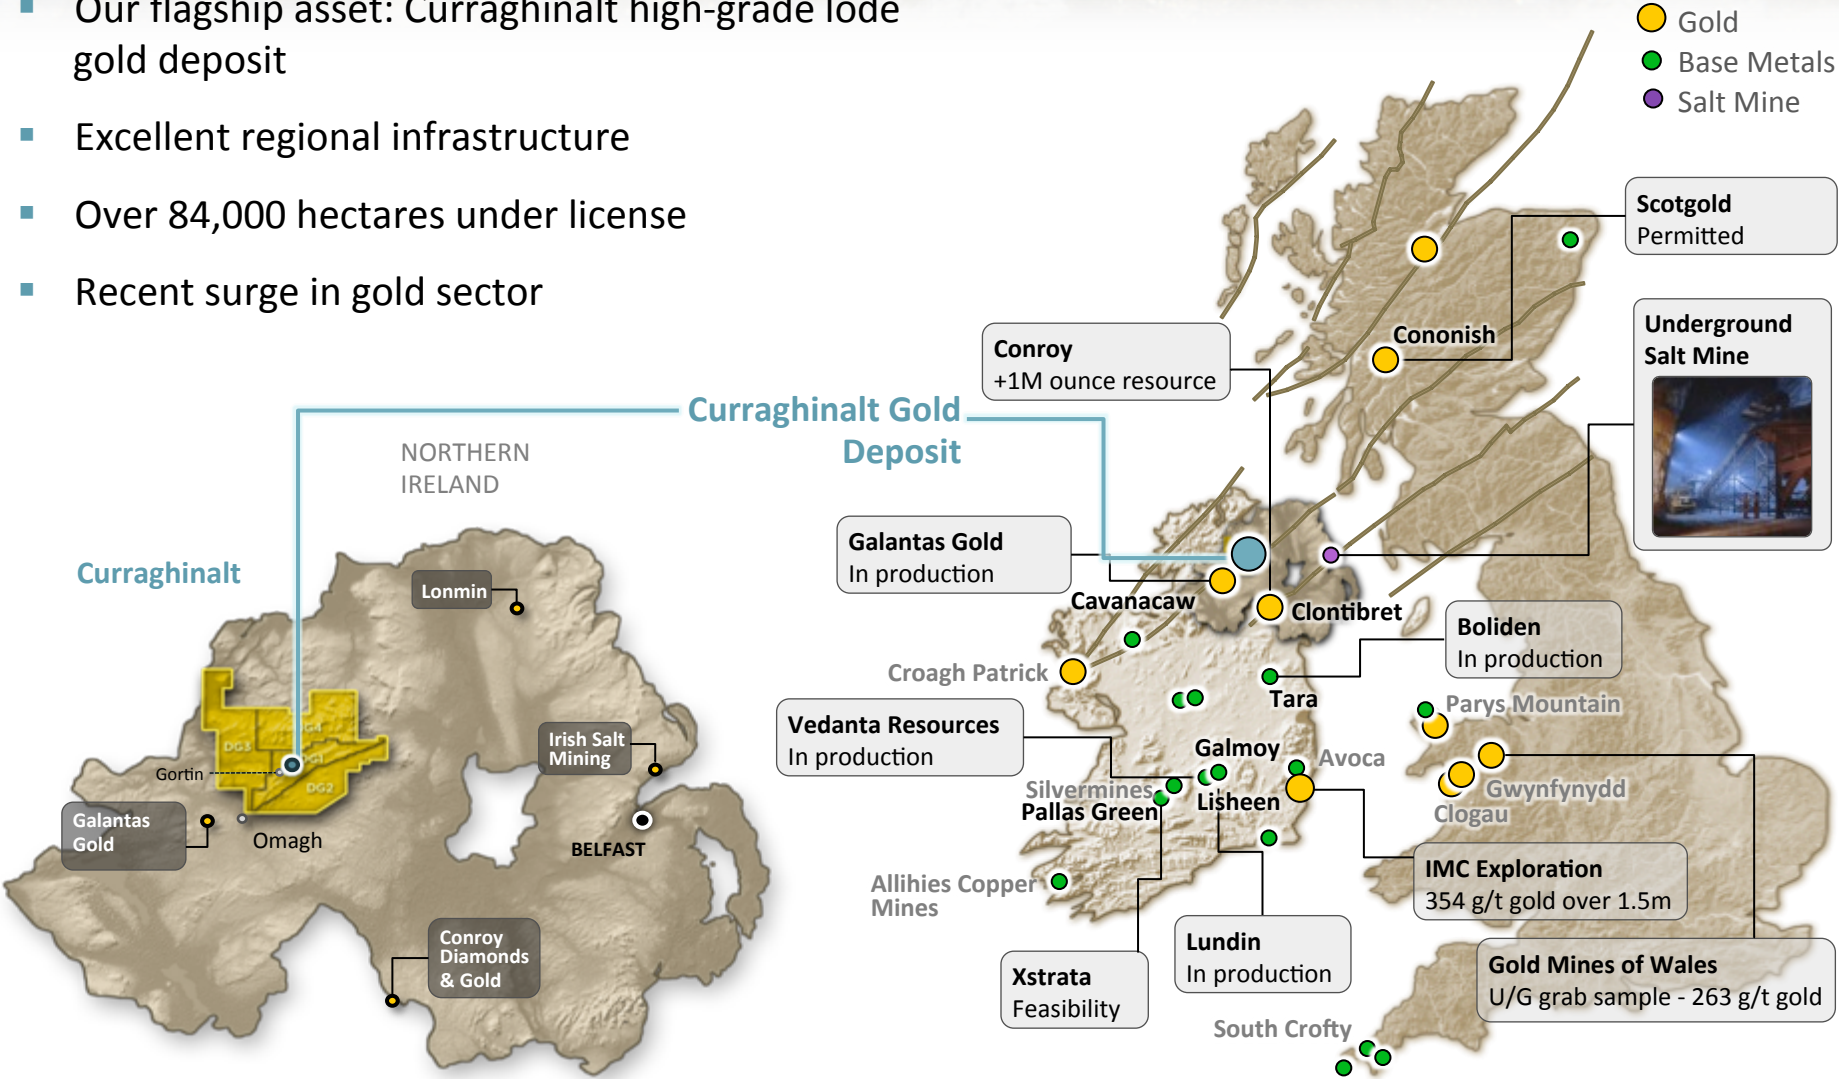 Our flagship asset: Curraghinalt high-grade lode
gold deposit
Excellent regional infrastructure
Over 84,000 hectares under license
Recent surge in gold sector
Gold
Base Metals
Salt Mine
Scotgold
Permitted
Underground
Salt Mine
Cononish
Conroy
+1M ounce resource
Curraghinalt Gold
Deposit
NORTHERN
IRELAND
Curraghinalt
Lonmin
DG4
DG3
DG1
DG2
Gortin
Irish Salt
Mining
Galantas
Gold
Omagh
BELFAST
Conroy
Diamonds
& Gold
Galantas Gold
In production
Cavanacaw
Clontibret
Boliden
In production
Croagh Patrick
Tara
Parys Mountain
Vedanta Resources
In production
Galmoy
Avoca
Silvermines
Pallas Green
Lisheen
Gwynfynydd
Clogau
Allihies Copper
Mines
IMC Exploration
354 g/t gold over 1.5m
Lundin
In production
Xstrata
Feasibility
Gold Mines of Wales
U/G grab sample - 263 g/t gold
South Crofty